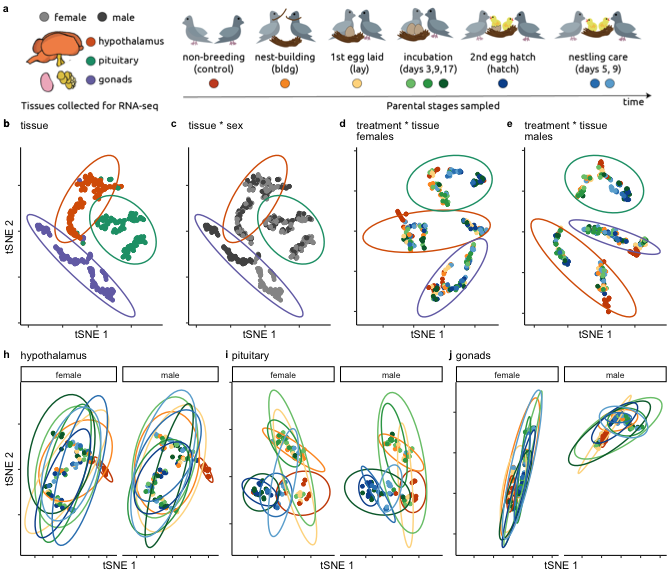 a
female male
hypothalamus
pituitary
gonads
Tissues collected for RNA-seq
non-breeding
(control)
nest-building
(bldg)
1st egg laid
(lay)
incubation
(days 3,9,17)
2nd egg hatch
(hatch)
nestling care
(days 5, 9)
Parental stages sampled
time
b tissue
c tissue * sex
d treatment * tissue
females
e treatment * tissue
males
tSNE 2
tSNE 1
tSNE 1
tSNE 1
tSNE 1
h hypothalamus
i pituitary
j gonads
female
male
female
male
female
male
tSNE 2
tSNE 1
tSNE 1
tSNE 1